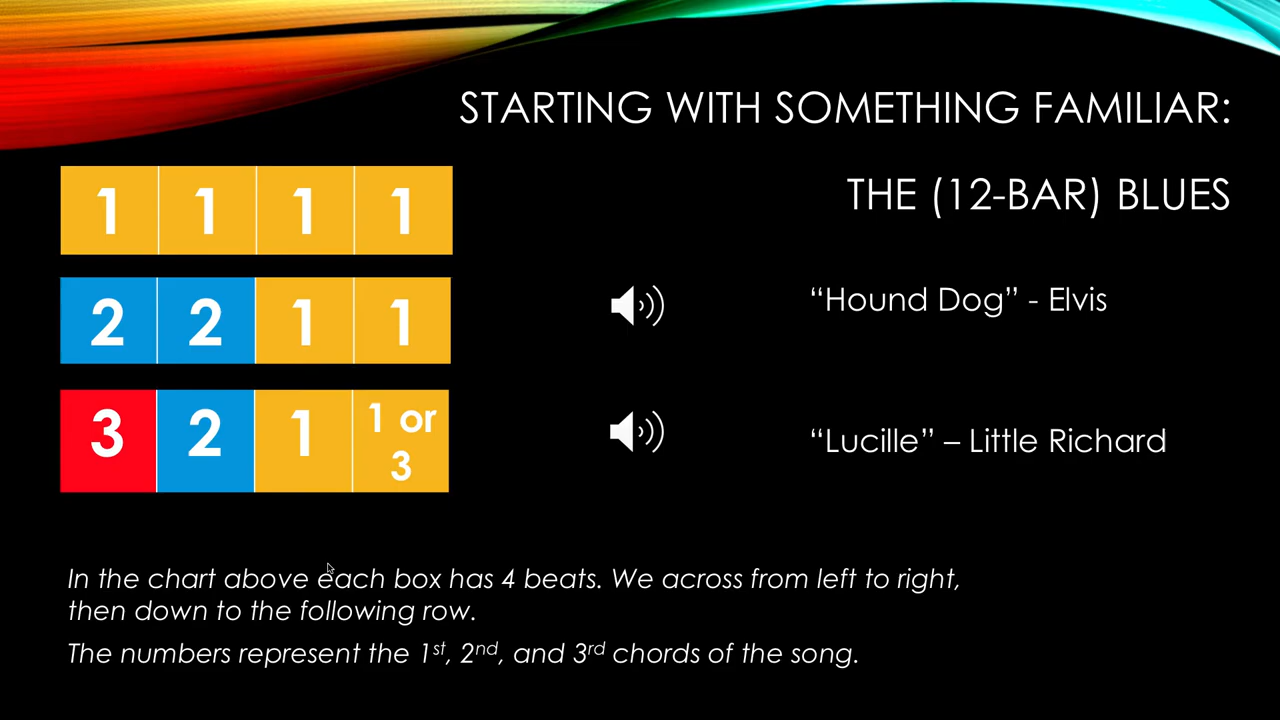 STARTING WITH SOMETHING FAMILIAR:
THE (12-BAR) BLUES
1 1 1 1
2 2 1 1
3 2 1 1 or
3
“Hound Dog” - Elvis
“Lucille” – Little Richard
In the chart above each box has 4 beats. We across from left to right,
then down to the following row.
The numbers represent the 1st, 2nd, and 3rd chords of the song.